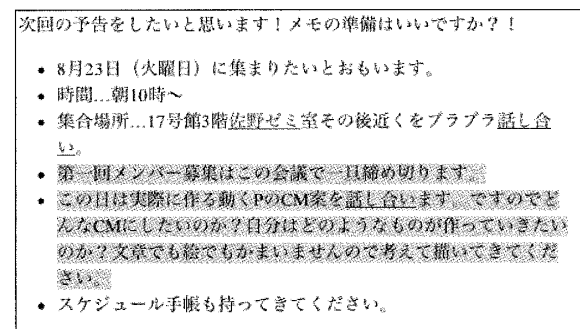 次回の予告をしたいと思います！メモの準備はいいですか？！
• 8月23日（火曜日）に集まりたいとおもいます。
• 時間…朝10時〜
• 集合場所…17号館3階佐野ゼミ室その後近くをブラブラ話し合
い。
• 第一回メンバー募集はこの会議で一旦締め切ります。
• この日は実際に作る動くPのCM案を話し合います。ですのでど
んなCMにしたいのか？自分はどのようなものが作っていきたい
のか？文章でも絵でもかまいませんので考えて描いてきてくだ
さい。
• スケジュール手帳も持ってきてください。